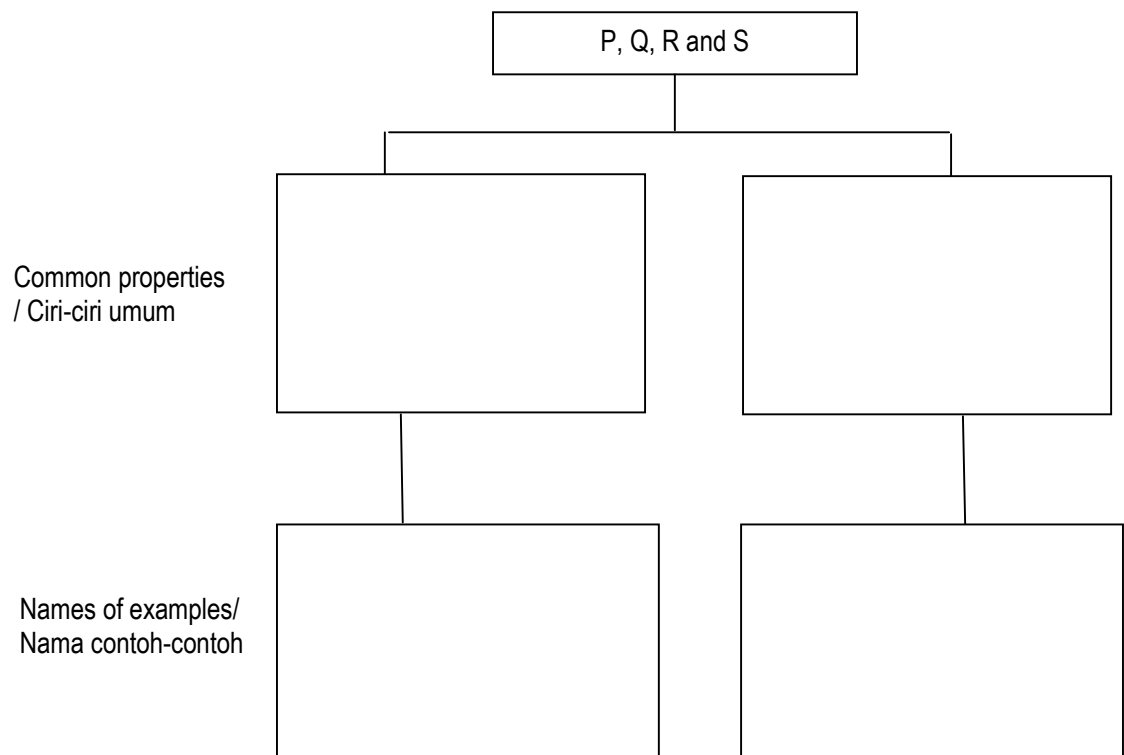 P, Q, R and S
Common properties
/ Ciri-ciri umum
Names of examples/
Nama contoh-contoh